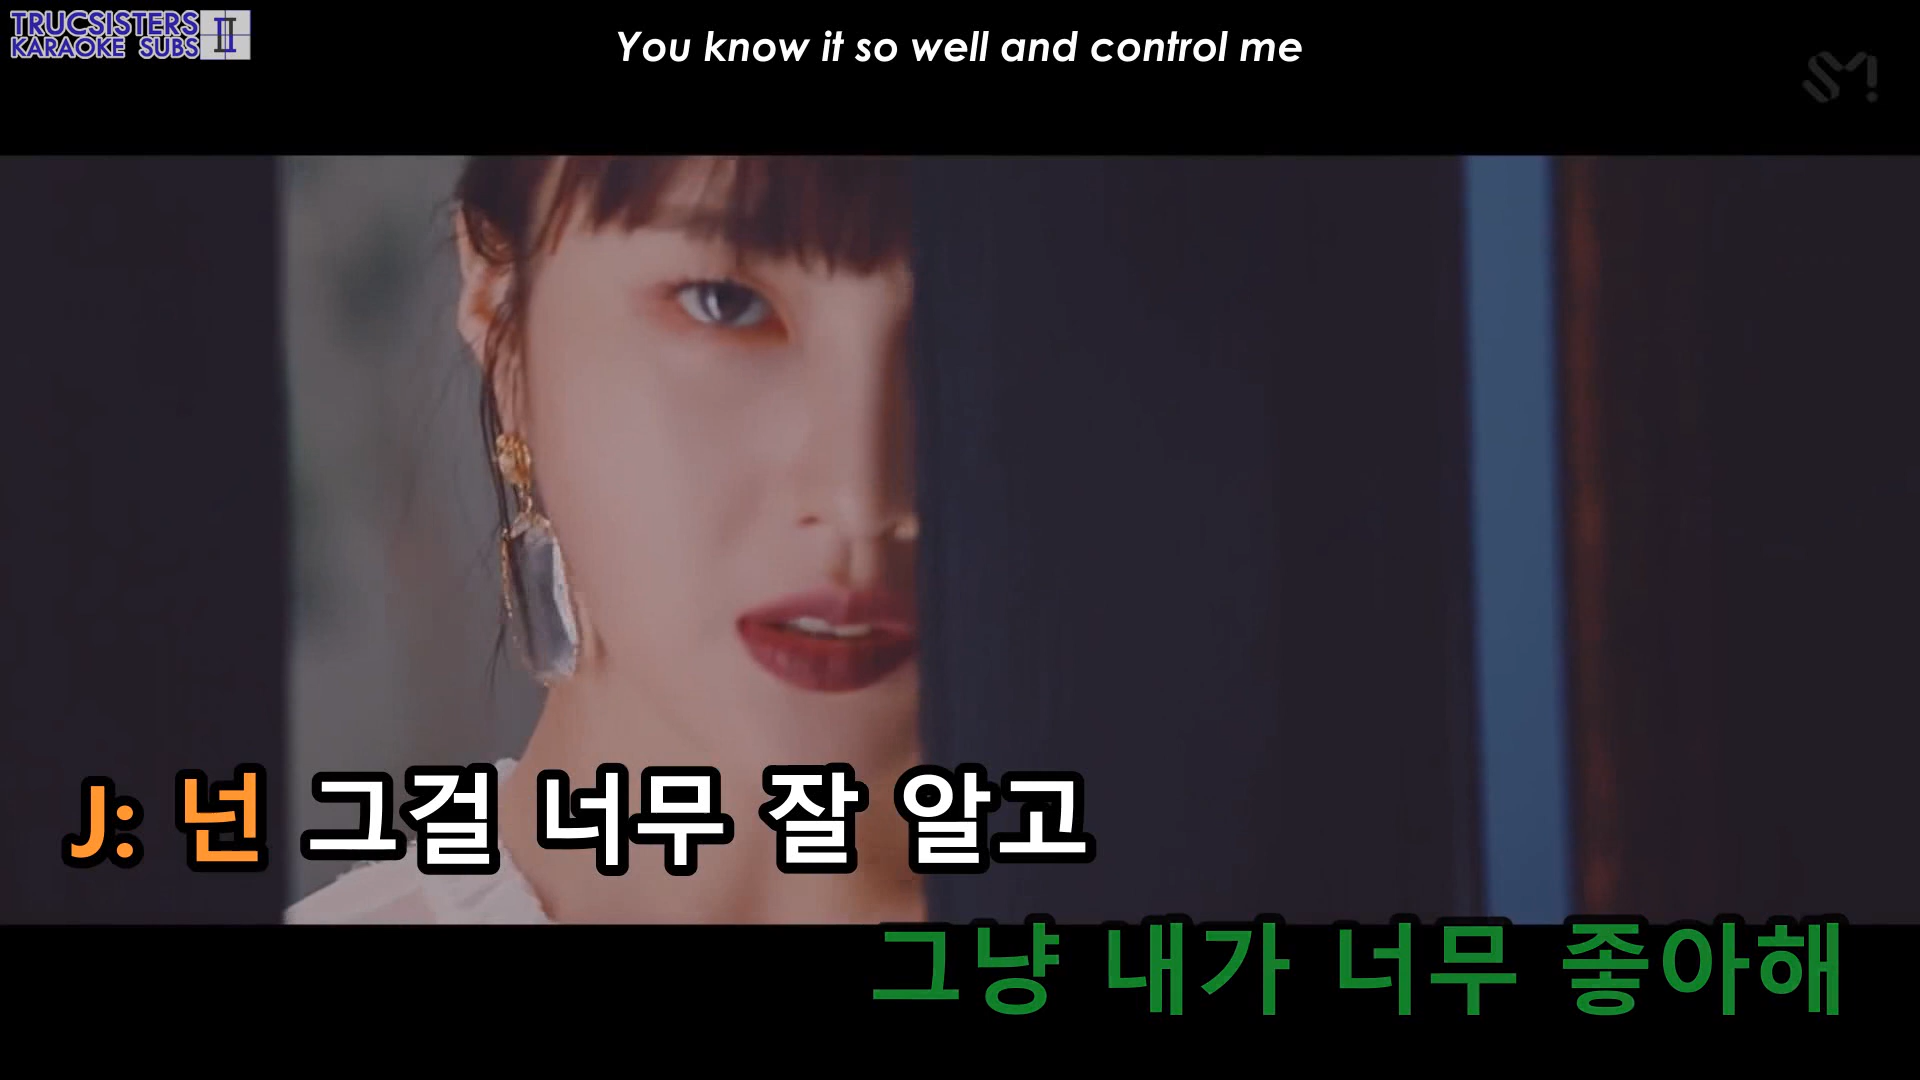 TRUCSISTERS
KARAOKE SUBS II
You know it so well and control me
SM!
J: 넌 그걸 너무 잘 알고
그냥 내가 너무 좋아해